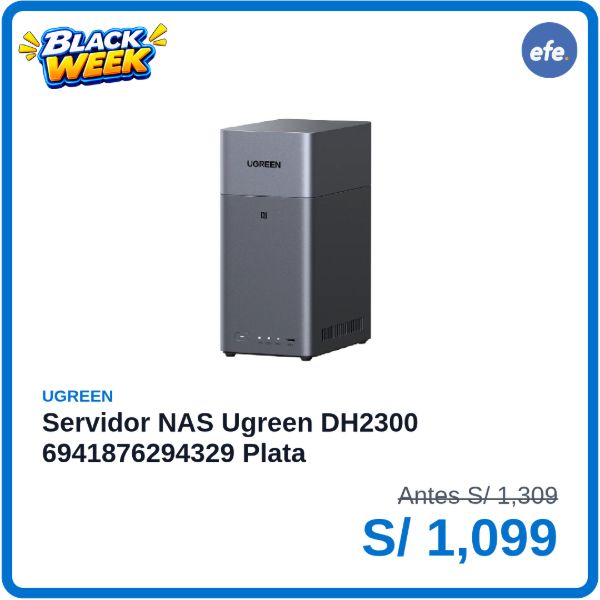 BLACK
WEEK
efe.
UGREEN
UGREEN
Servidor NAS Ugreen DH2300
6941876294329 Plata
Antes S/ 1,309
S/ 1,099